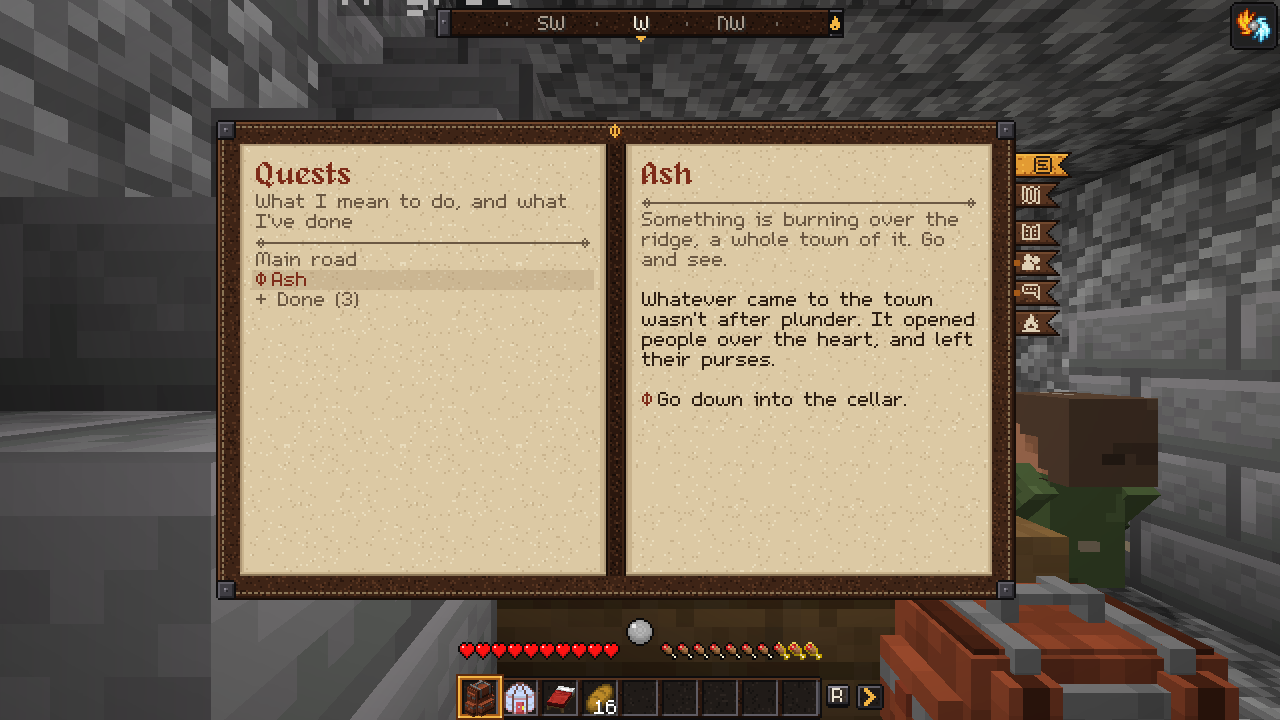 SW W NW
Quests
What I mean to do, and what
I've done
Main road
Ash
+ Done (3)
Ash
Something is burning over the
ridge, a whole town of it. Go
and see.
Whatever came to the town
wasn't after plunder. It opened
people over the heart, and left
their purses.
Go down into the cellar.
16
R